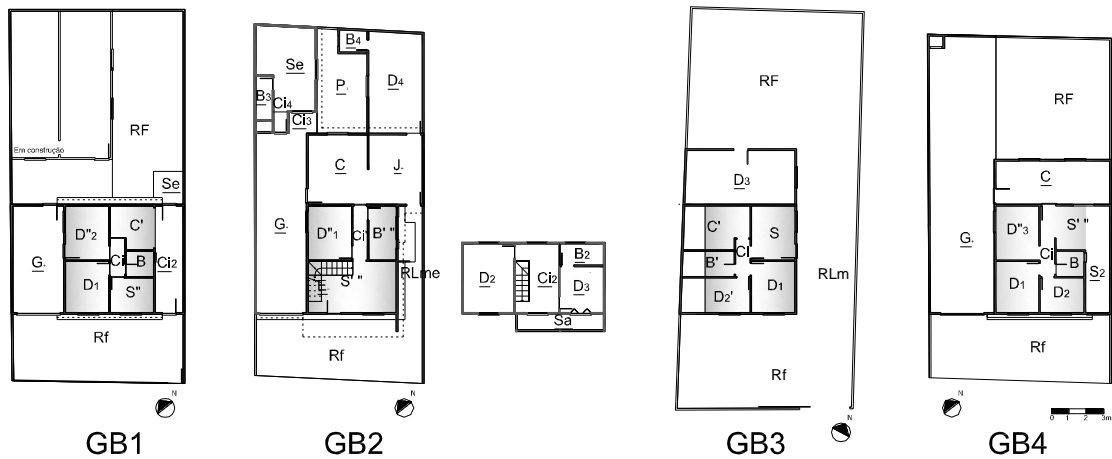 RF
Em construção
Se
G.
D"2
C'
Ci
B
Ci2
D1
S"
Rf
N
GB1
B4
Se
P.
D4
B3
Ci4
Ci3
C
J.
G.
D"1
Ci'
B' "
S' "
RLme
Rf
N
D2
Ci2
B2
D3
Sa
GB2
RF
D3
C'
S
Ci
B'
D2'
D1
RLm
Rf
N
GB3
RF
C
G.
D"3
S' "
Ci
B
D1
D2
S2
Rf
N
0 1 2 3m
GB4